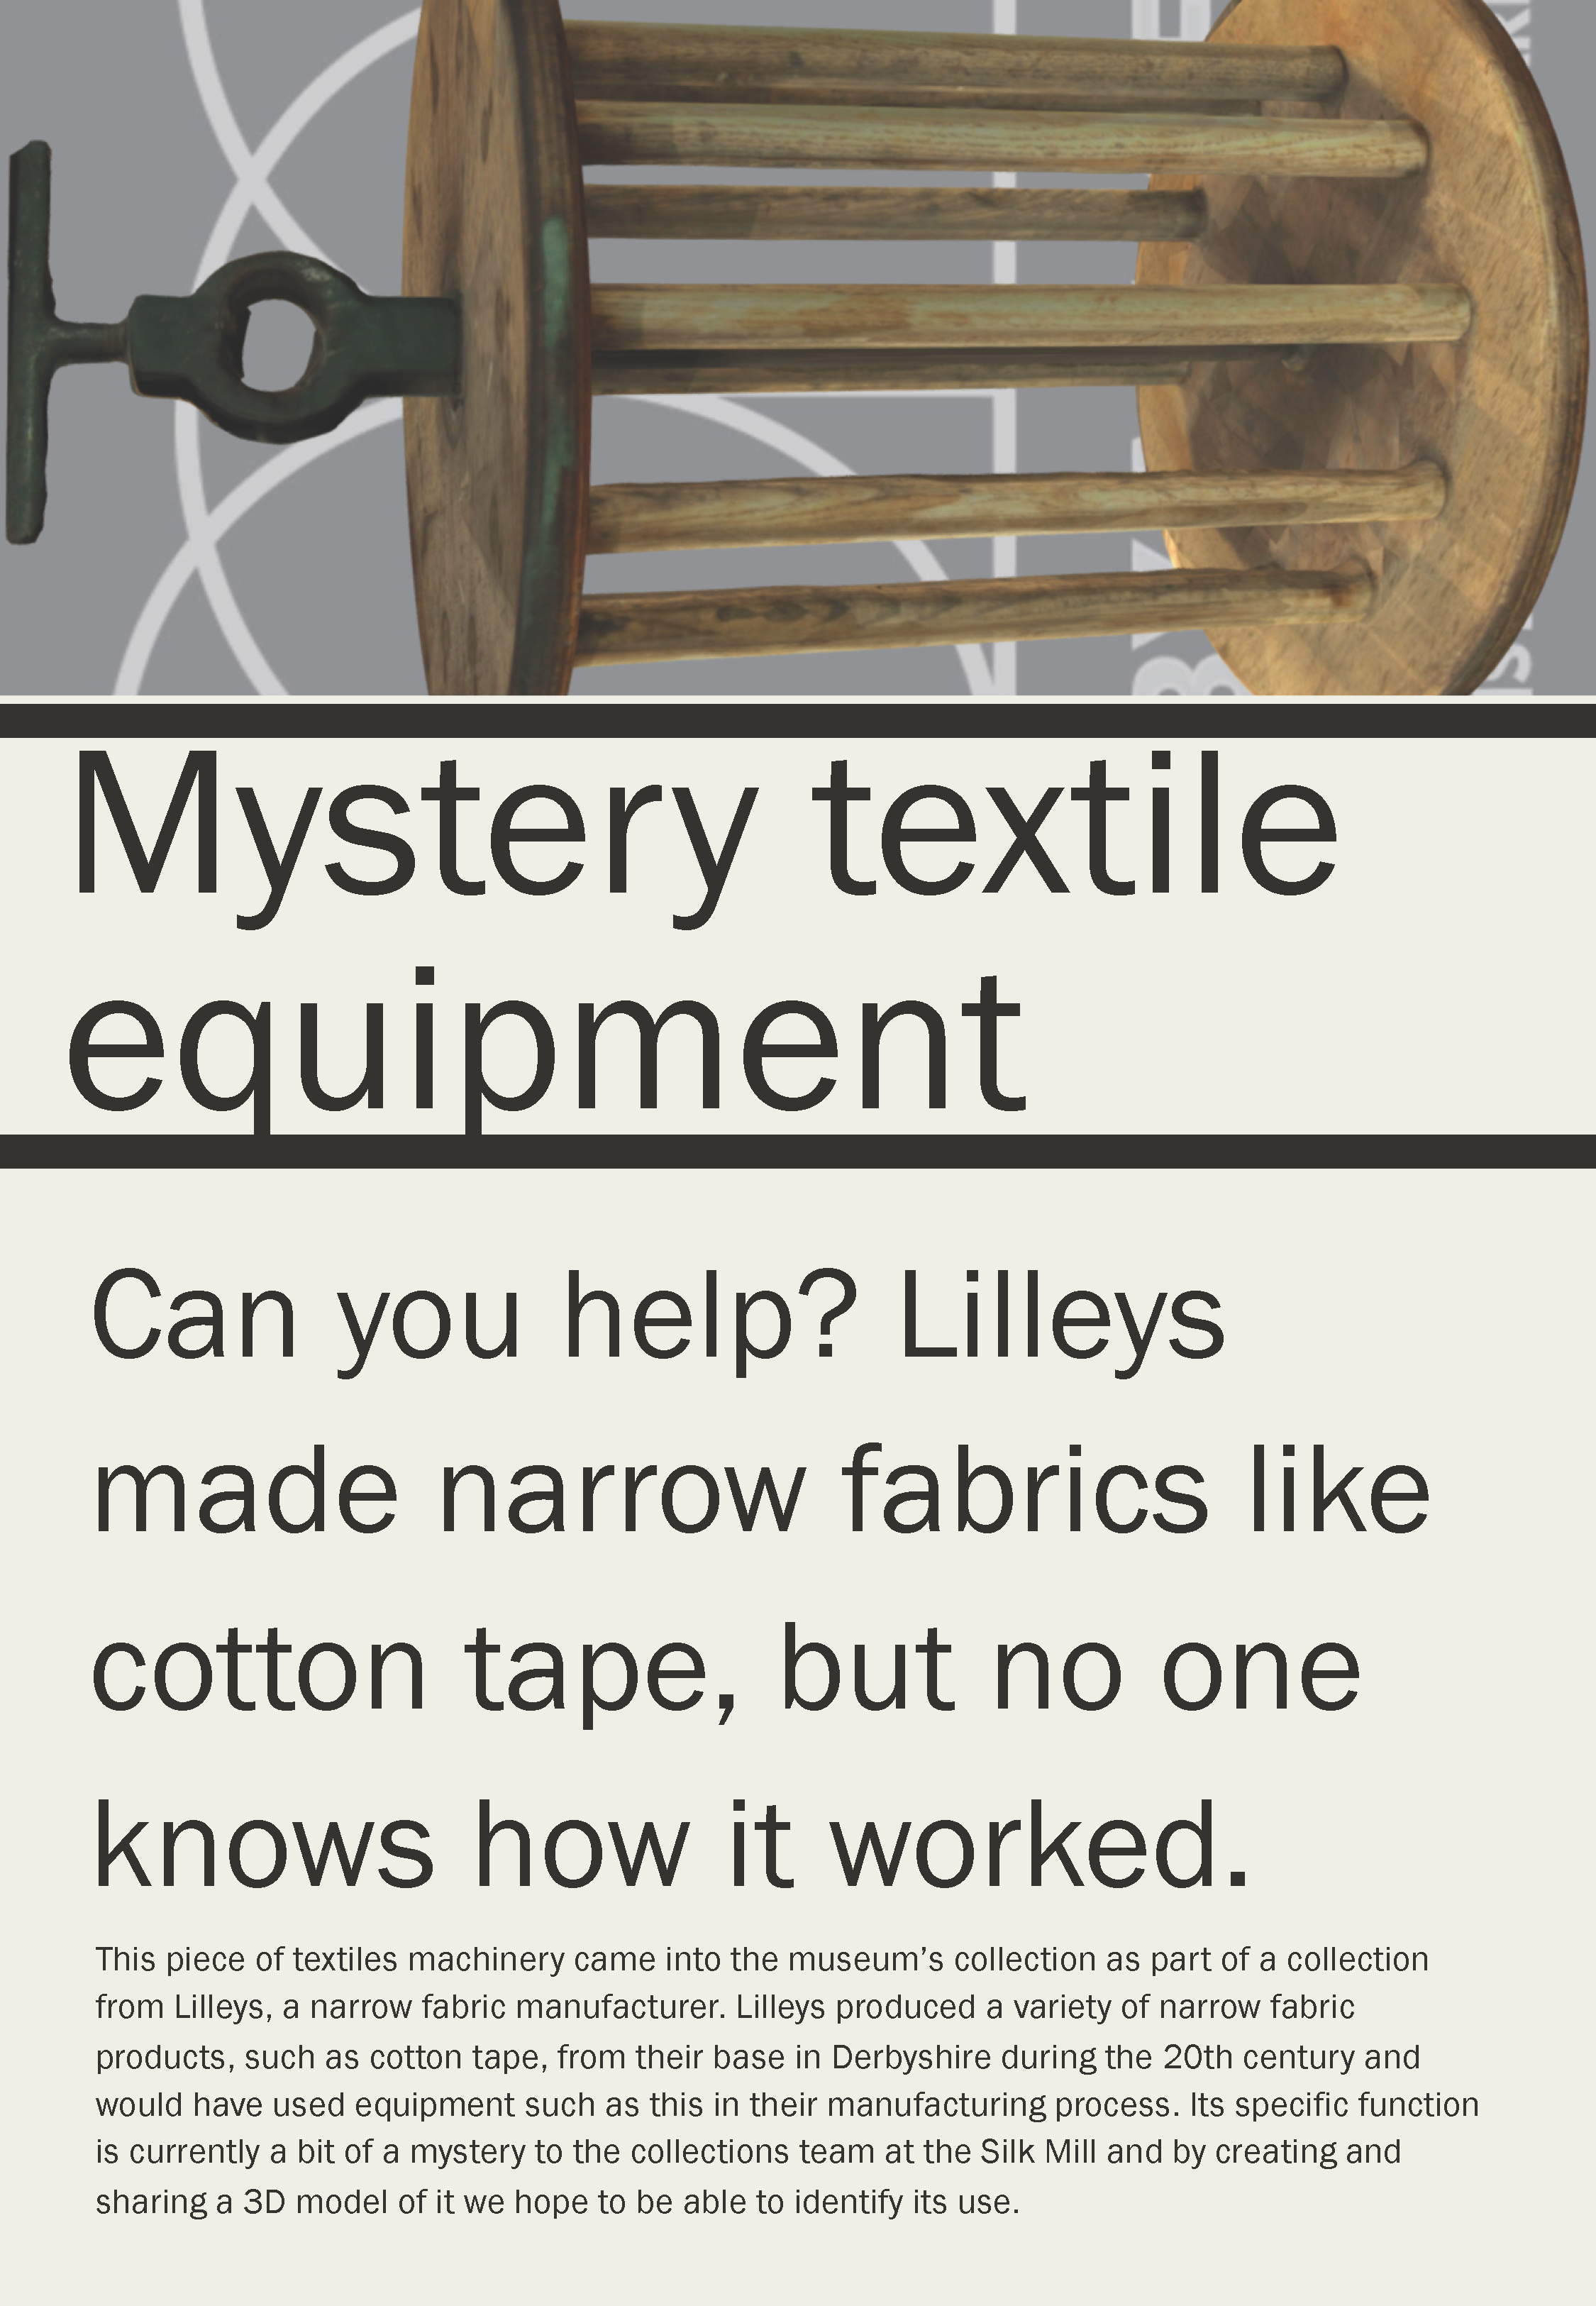 Mystery textile
equipment
Can you help? Lilleys
made narrow fabrics like
cotton tape, but no one
knows how it worked.
This piece of textiles machinery came into the museum’s collection as part of a collection
from Lilleys, a narrow fabric manufacturer. Lilleys produced a variety of narrow fabric
products, such as cotton tape, from their base in Derbyshire during the 20th century and
would have used equipment such as this in their manufacturing process. Its specific function
is currently a bit of a mystery to the collections team at the Silk Mill and by creating and
sharing a 3D model of it we hope to be able to identify its use.